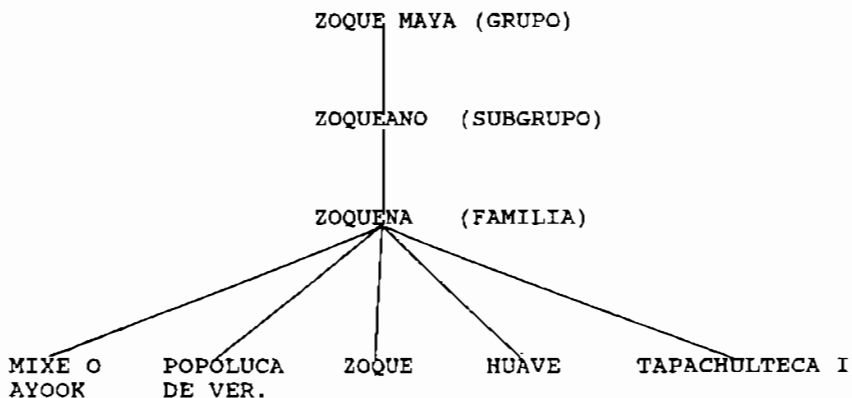 ZOQUE MAYA (GRUPO)
ZOQUEANO (SUBGRUPO)
ZOQUENA (FAMILIA)
MIXE O POPOLUCA ZOQUE HUAVE TAPACHULTECA I
AYOOK DE VER.